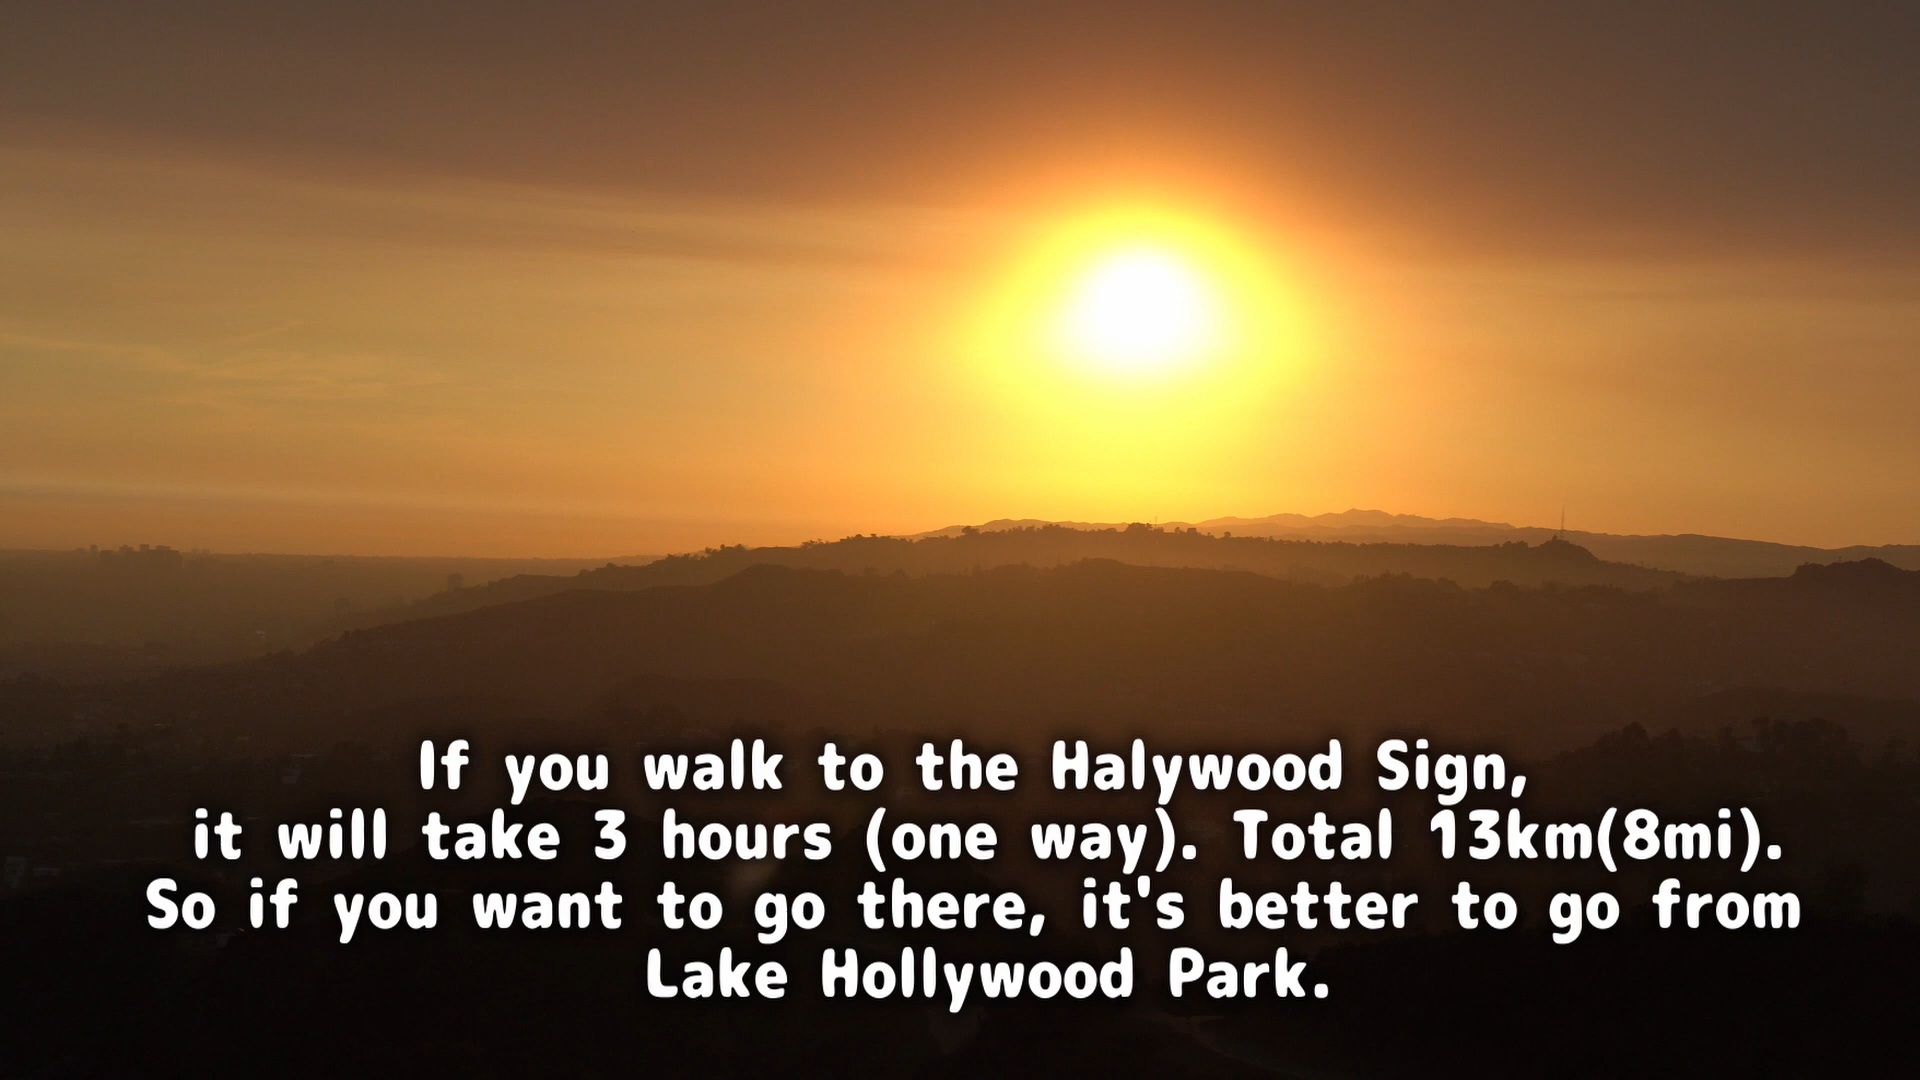 If you walk to the Halywood Sign,
it will take 3 hours (one way). Total 13km(8mi).
So if you want to go there, it's better to go from
Lake Hollywood Park.